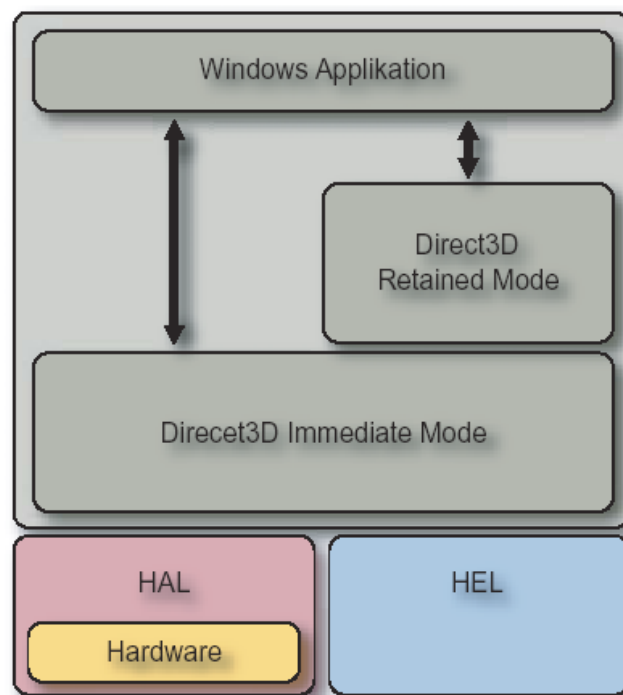 Windows Applikation
Direct3D
Retained Mode
Direcet3D Immediate Mode
HAL
HEL
Hardware